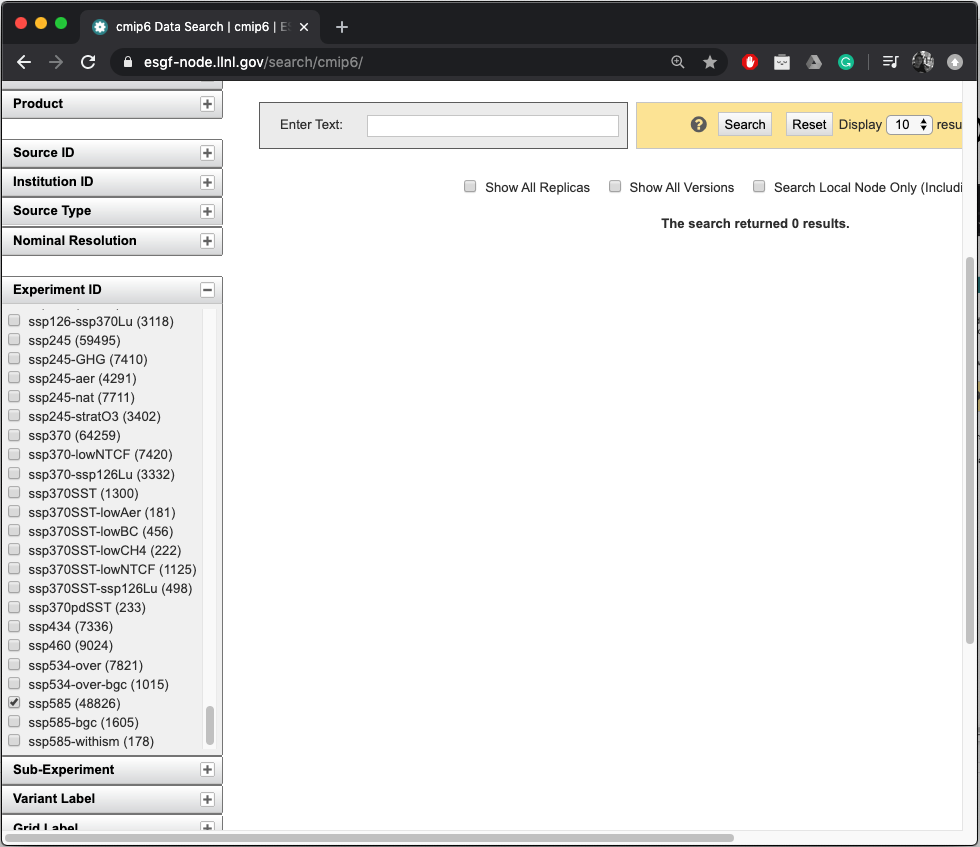 cmip6 Data Search | cmip6 | ES
esgf-node.llnl.gov/search/cmip6/
Product
Source ID
Institution ID
Source Type
Nominal Resolution
Experiment ID
ssp126-ssp370Lu (3118)
ssp245 (59495)
ssp245-GHG (7410)
ssp245-aer (4291)
ssp245-nat (7711)
ssp245-stratO3 (3402)
ssp370 (64259)
ssp370-lowNTCF (7420)
ssp370-ssp126Lu (3332)
ssp370SST (1300)
ssp370SST-lowAer (181)
ssp370SST-lowBC (456)
ssp370SST-lowCH4 (222)
ssp370SST-lowNTCF (1125)
ssp370SST-ssp126Lu (498)
ssp370pdSST (233)
ssp434 (7336)
ssp460 (9024)
ssp534-over (7821)
ssp534-over-bgc (1015)
ssp585 (48826)
ssp585-bgc (1605)
ssp585-withism (178)
Sub-Experiment
Variant Label
Grid Label
Enter Text:
Search Reset Display 10 resu
Show All Replicas Show All Versions Search Local Node Only (Includi
The search returned 0 results.